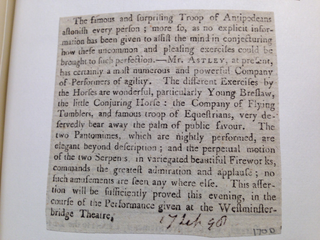 The famous and surprising Troop of Antipodeans
astonish every person; more so, as no explicit infor-
mation has been given to assist the mind in conjecturing
how these uncommon and pleasing exercises could be
brought to such perfection.—Mr. ASTLEY, at present,
has certainly a most numerous and powerful Company
of Performers of agility. The different Exercises by
the Horses are wonderful, particularly Young Breslaw,
the little Conjuring Horse: the Company of Flying
Tumblers, and famous troop of Equestrians, very de-
servedly bear away the palm of public favour. The
two Pantomimes, which are nightly performed, are
elegant beyond description; and the perpetual motion
of the two Serpents in variegated beautiful Fireworks,
commands the greatest admiration and applause; no
such amusements are seen any where else. This asser-
tion will be sufficiently proved this evening, in the
course of the Performance given at the Westminster-
bridge Theatre.